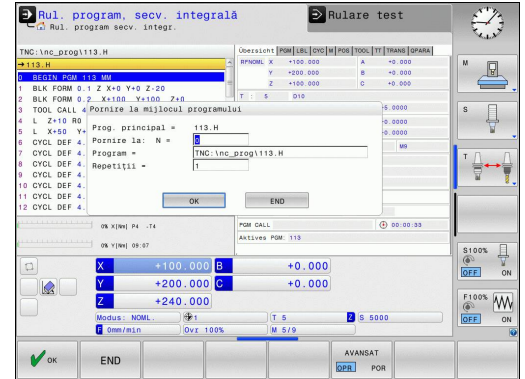 Rul. program, secv. integrală
Rul. program secv. integr.
Rulare test
TNC:\nc_prog\113.H
→113.H
0 BEGIN PGM 113 MM
1 BLK FORM 0.1 Z X+0 Y+0 Z-20
2 BLK FORM 0.2 X+100 Y+100 Z+0
3 TOOL CALL 4
4 L Z+10 R0
5 L X+50 Y+
6 CYCL DEF 4.
7 CYCL DEF 4.
8 CYCL DEF 4.
9 CYCL DEF 4.
10 CYCL DEF 4.
11 CYCL DEF 4.
12 CYCL DEF 4.
Übersicht PGM LBL CYC M POS TOOL TT TRANS QPARA
RFNOML X +100.000 A +0.000
Y +200.000 B +0.000
Z +100.000 C +0.000
T : 5 D10
+5.0000
-0.0000
+0.0000
M9
Pornire la mijlocul programului
Prog. principal = 113.H
Pornire la: N = 0
Program = TNC:\nc_prog\113.H
Repetiții = 1
OK
END
0% X[Nm] P4 -T4
0% Y[Nm] 09:07
PGM CALL 00:00:33
Aktives PGM: 113
X +100.000 B +0.000
Y +200.000 C +0.000
Z +240.000
Modus: NOML. 1 T 5 Z S 5000
F 0mm/min Ovr 100% M 5/9
M
S
T
S100%
OFF ON
F100%
OFF ON
OK
END
AVANSAT
OPR POR